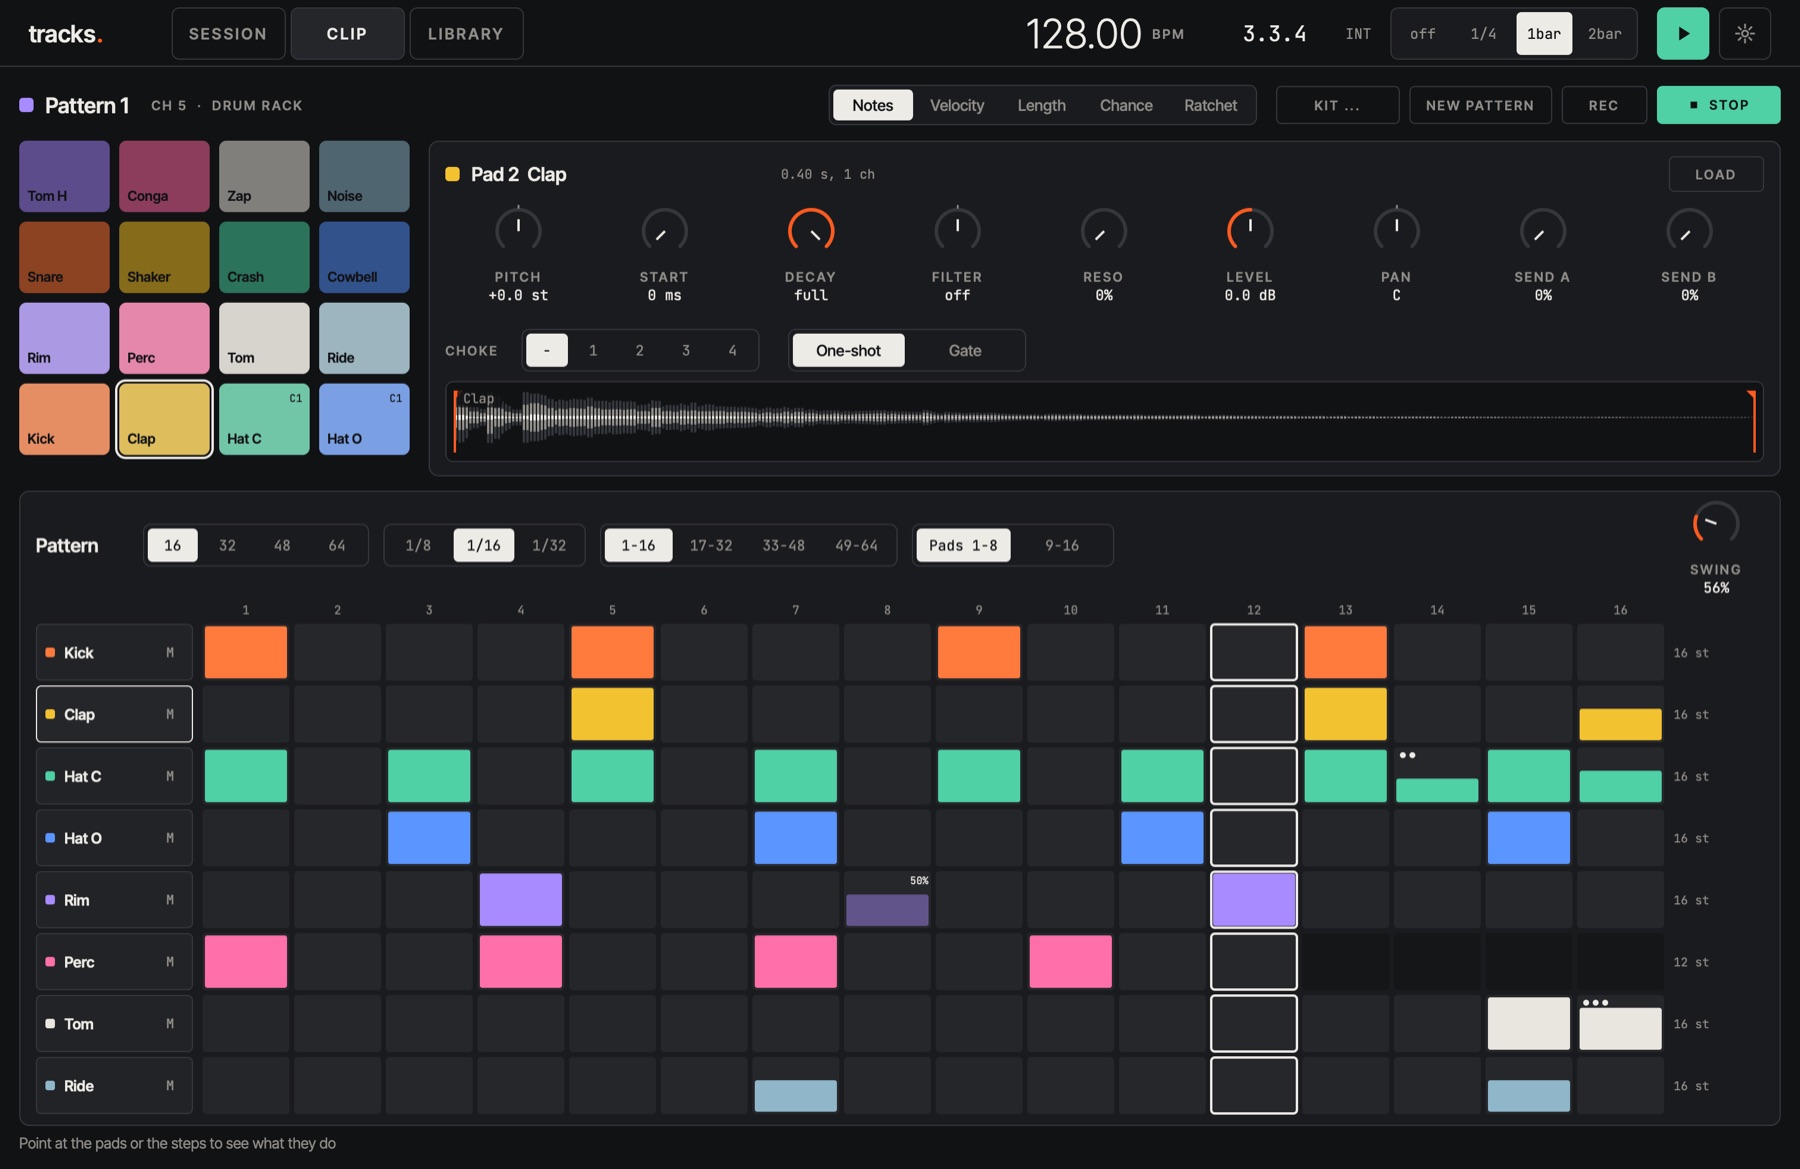 tracks.
SESSION
CLIP
LIBRARY
128.00 BPM
3.3.4
INT
off 1/4 1bar 2bar
Pattern 1
CH 5 · DRUM RACK
Notes Velocity Length Chance Ratchet
KIT ...
NEW PATTERN
REC
STOP
Tom H
Conga
Zap
Noise
Snare
Shaker
Crash
Cowbell
Rim
Perc
Tom
Ride
Kick
Clap
C1
Hat C
C1
Hat O
Pad 2 Clap
0.40 s, 1 ch
LOAD
PITCH START DECAY FILTER RESO LEVEL PAN SEND A SEND B
+0.0 st 0 ms full off 0% 0.0 dB C 0% 0%
CHOKE - 1 2 3 4 One-shot Gate
Clap
Pattern
16 32 48 64
1/8 1/16 1/32
1-16 17-32 33-48 49-64
Pads 1-8 9-16
SWING
56%
1 2 3 4 5 6 7 8 9 10 11 12 13 14 15 16
Kick M 16 st
Clap M 16 st
Hat C M 16 st
Hat O M 16 st
Rim M 50% 16 st
Perc M 12 st
Tom M 16 st
Ride M 16 st
Point at the pads or the steps to see what they do